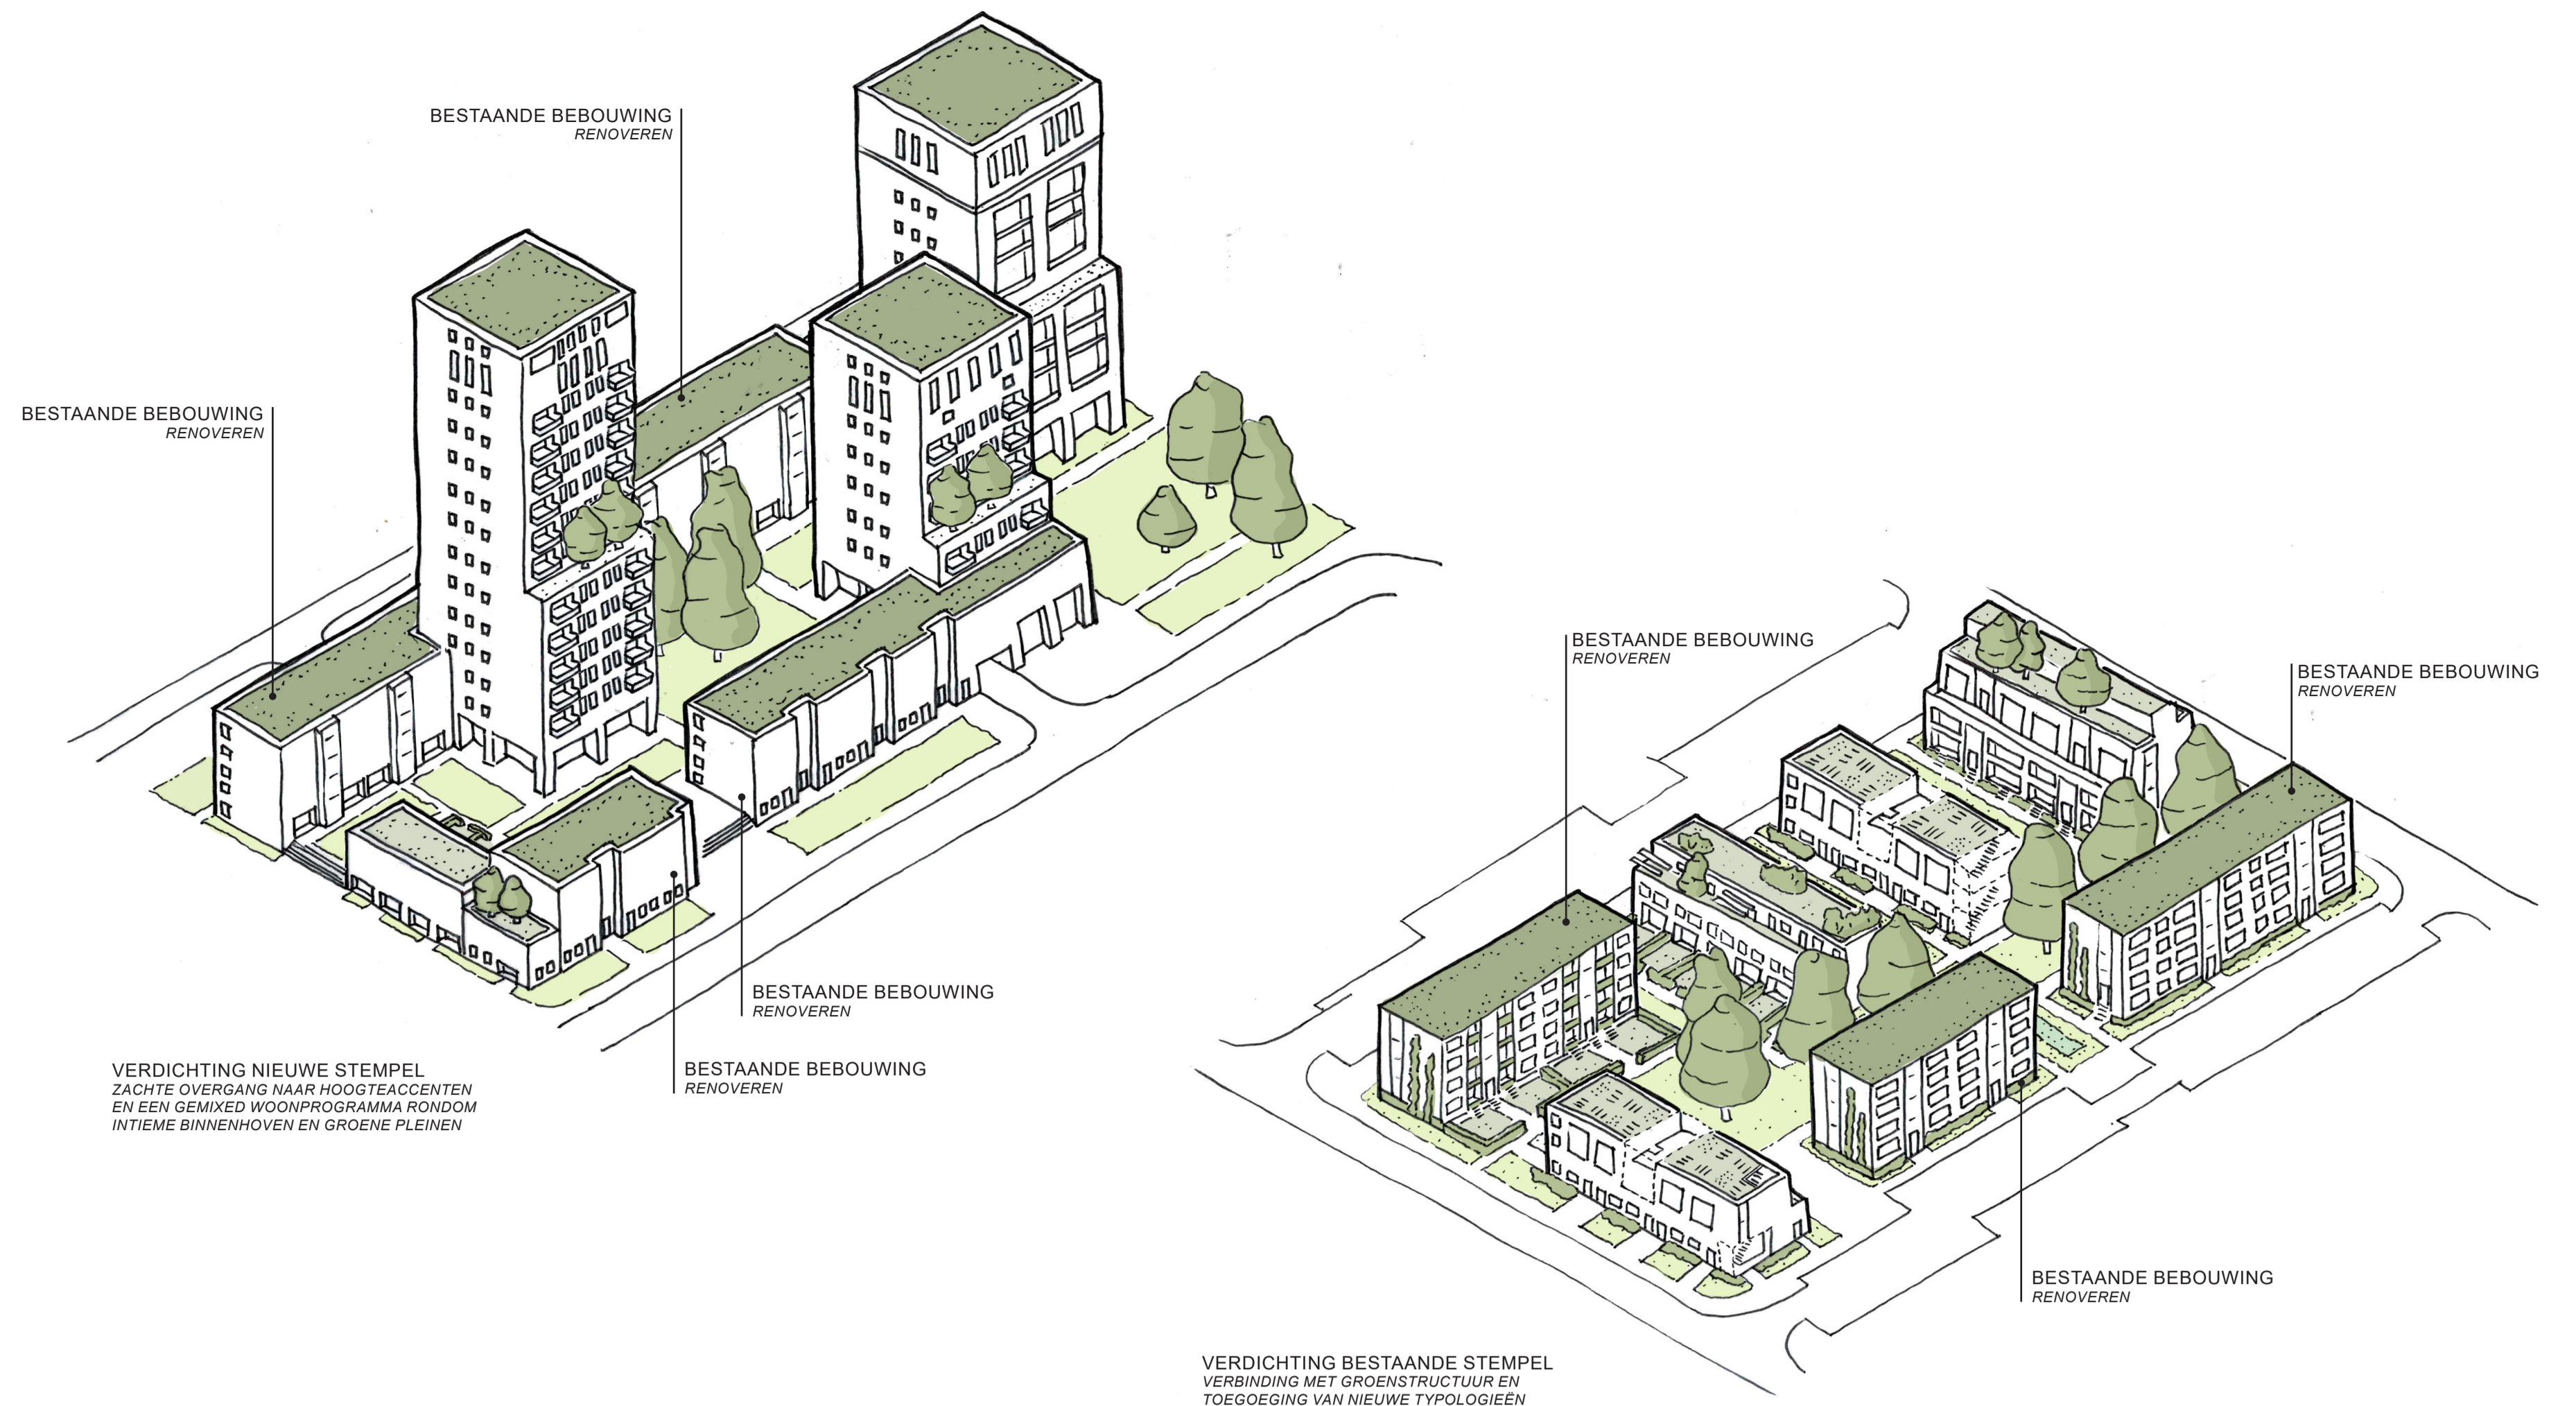 BESTAANDE BEBOUWING
RENOVEREN
BESTAANDE BEBOUWING
RENOVEREN
BESTAANDE BEBOUWING
RENOVEREN
BESTAANDE BEBOUWING
RENOVEREN
VERDICHTING NIEUWE STEMPEL
ZACHTE OVERGANG NAAR HOOGTEACCENTEN
EN EEN GEMIXED WOONPROGRAMMA RONDOM
INTIEME BINNENHOVEN EN GROENE PLEINEN
BESTAANDE BEBOUWING
RENOVEREN
BESTAANDE BEBOUWING
RENOVEREN
BESTAANDE BEBOUWING
RENOVEREN
VERDICHTING BESTAANDE STEMPEL
VERBINDING MET GROENSTRUCTUUR EN
TOEGOEGING VAN NIEUWE TYPOLOGIEËN